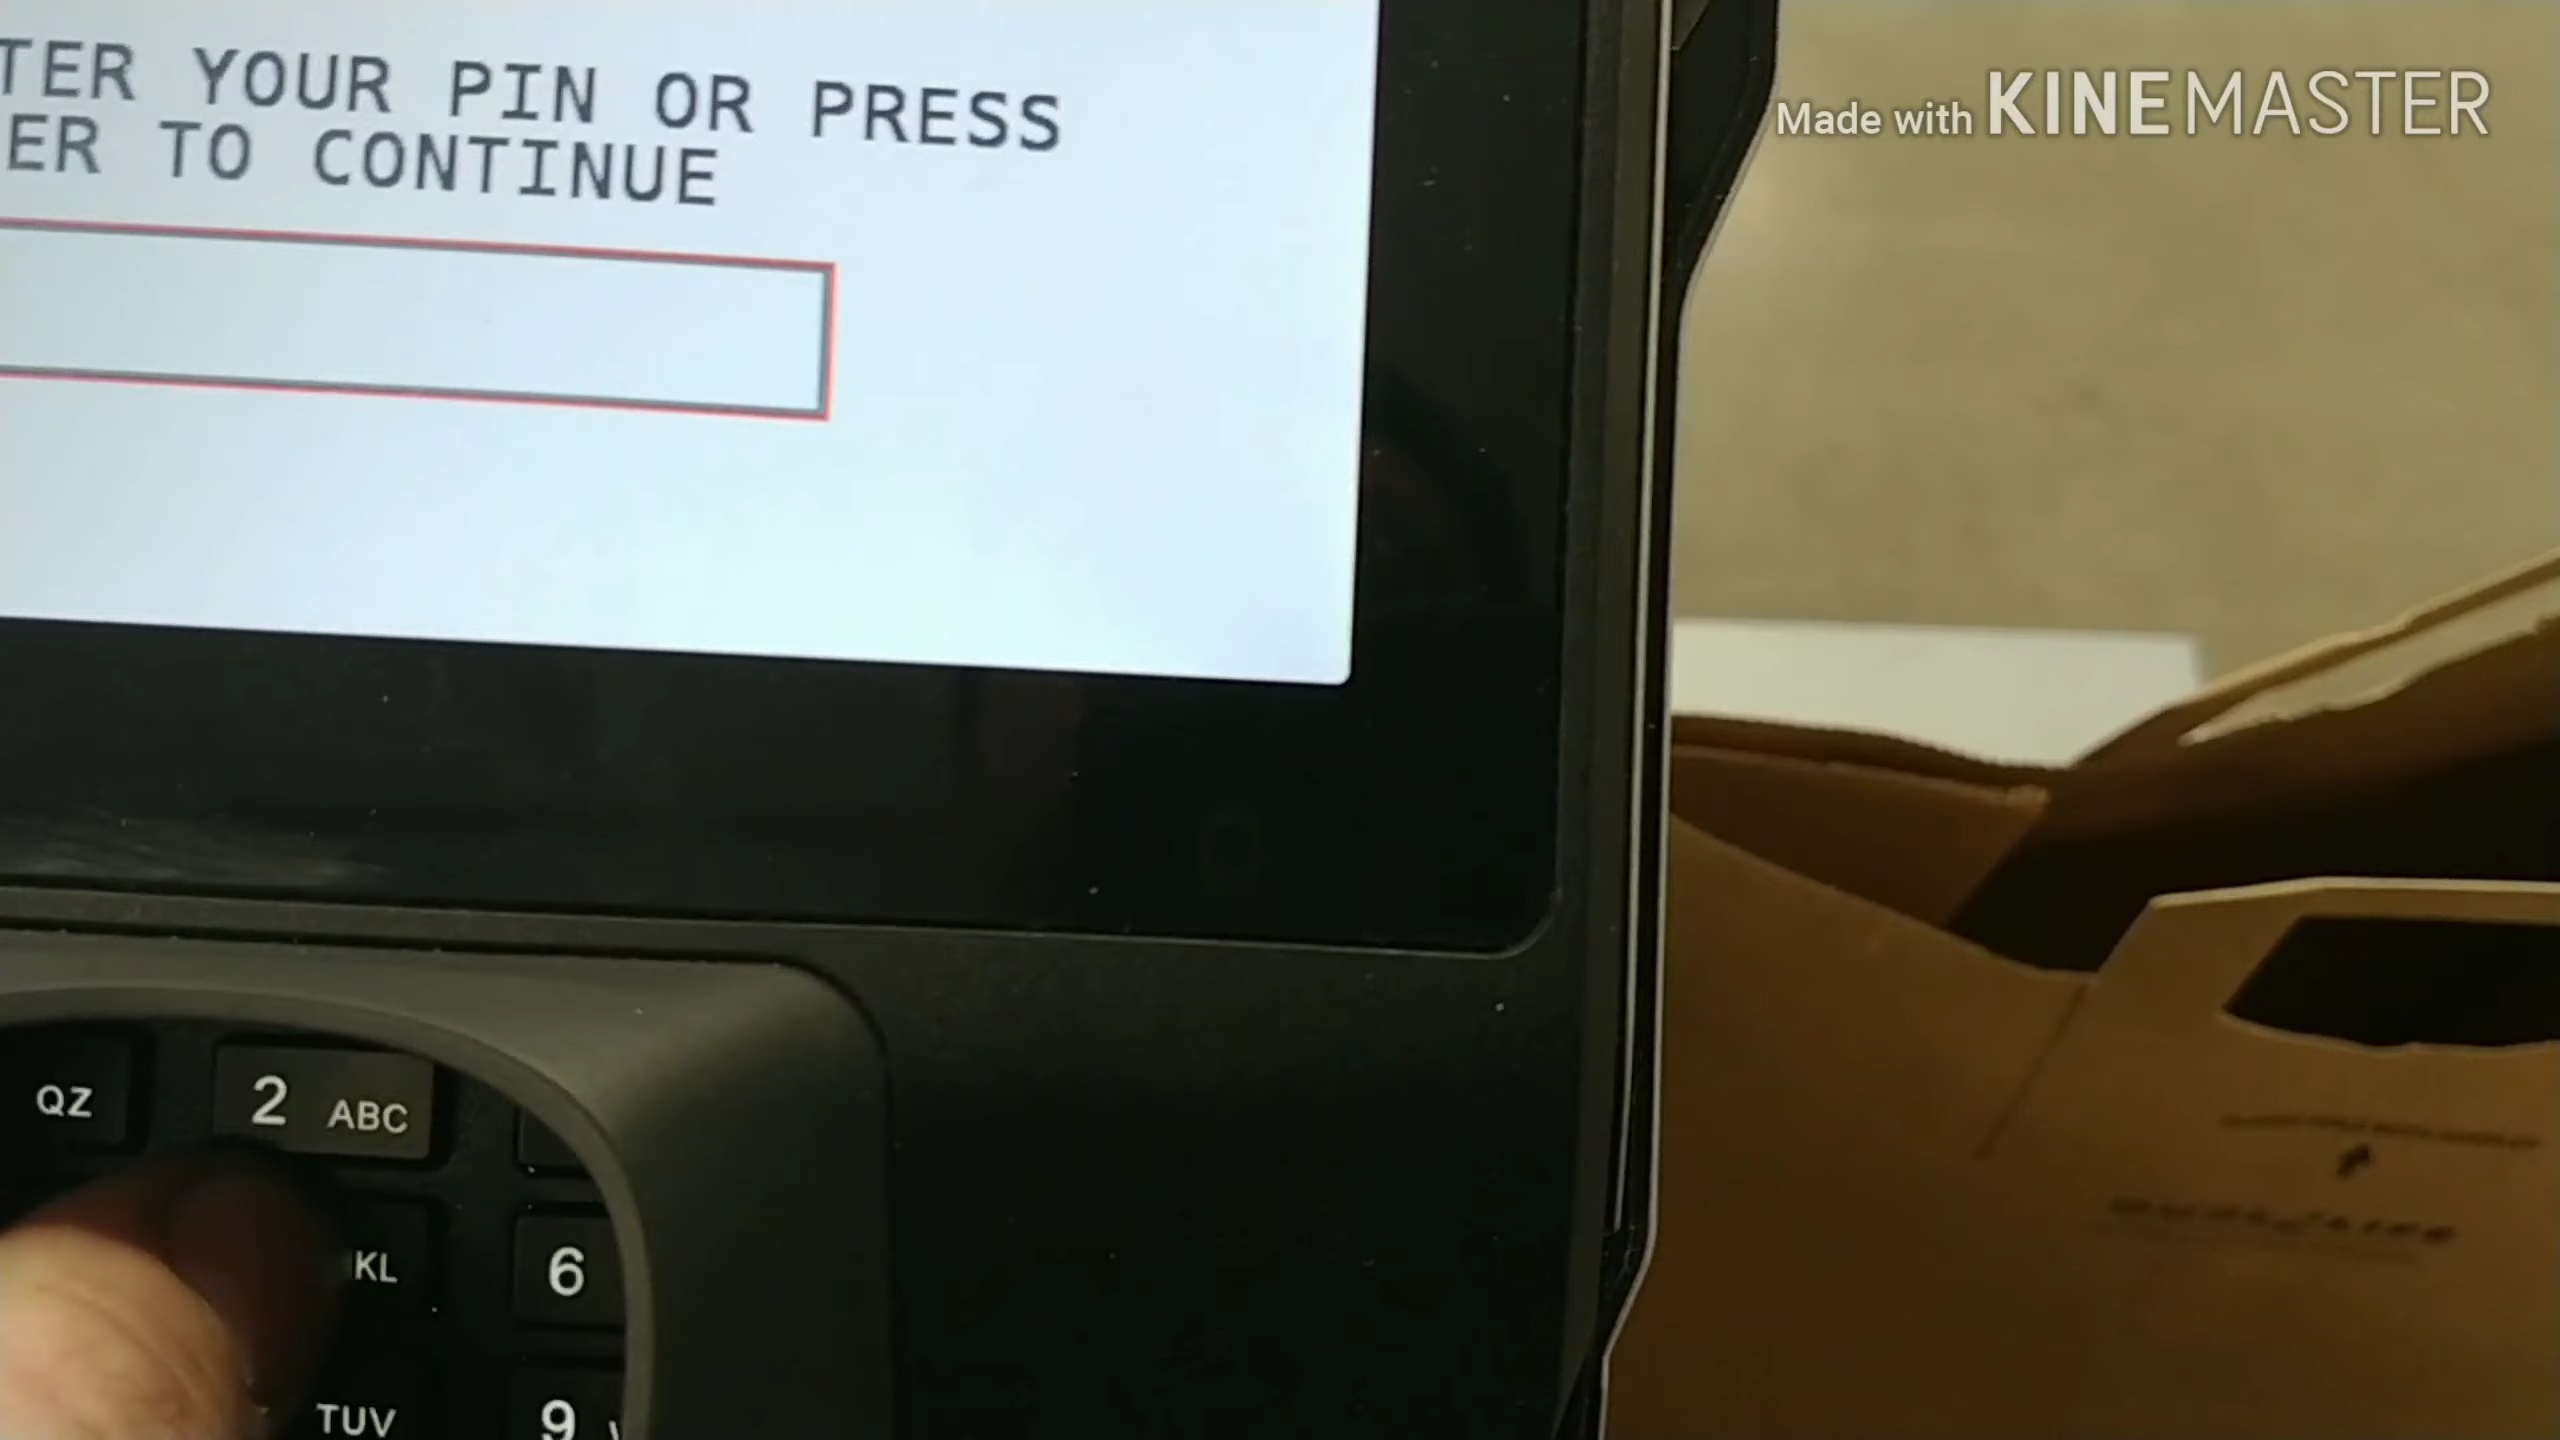 TER YOUR PIN OR PRESS
ER TO CONTINUE
Made with KINEMASTER
QZ
2 ABC
KL
6
TUV
9